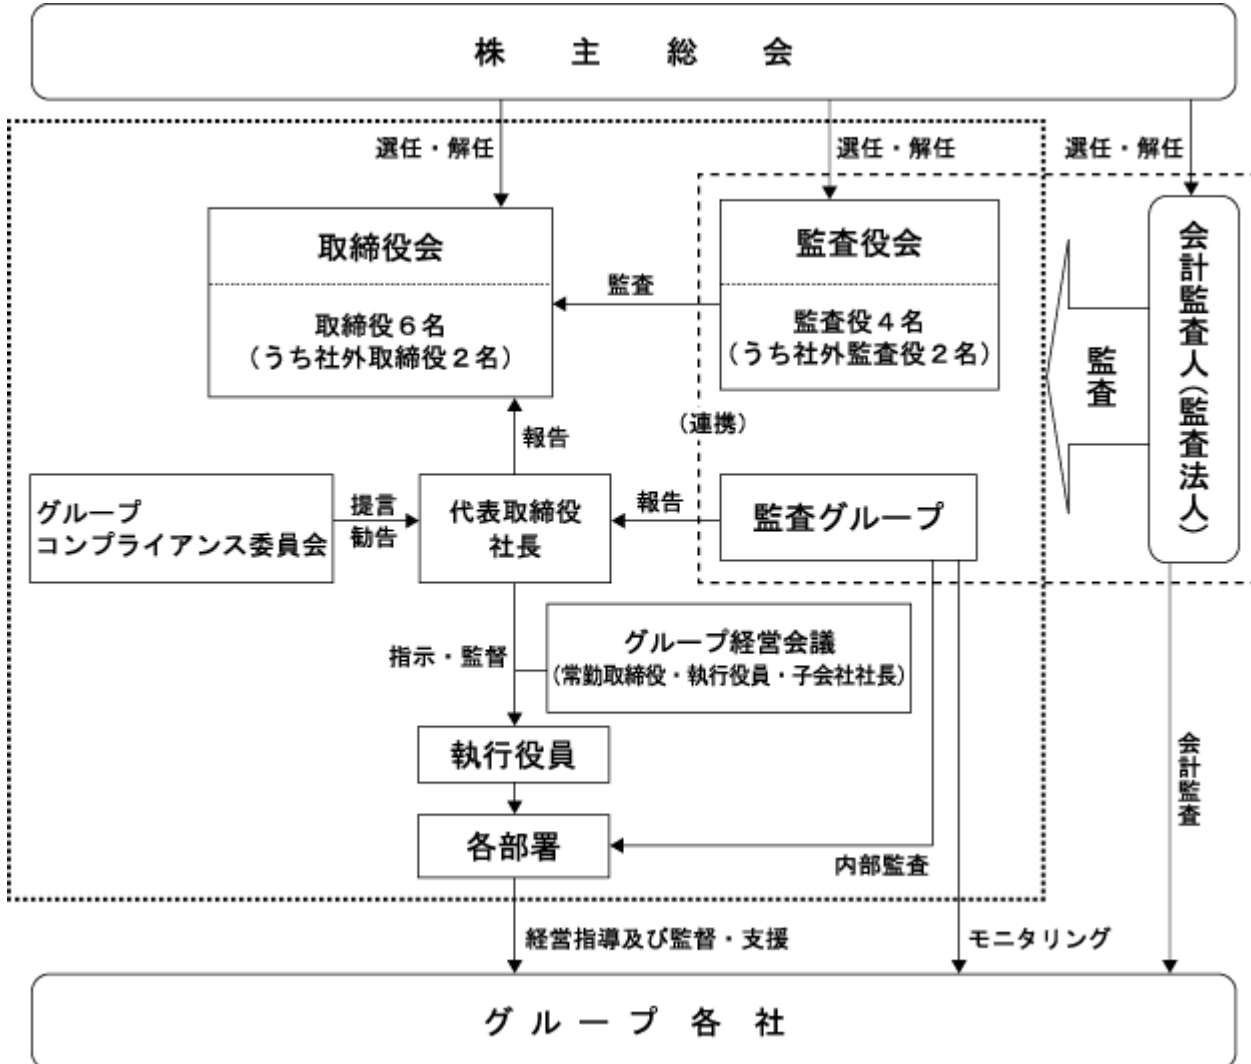 株主総会
選任・解任
選任・解任
選任・解任
取締役会
取締役６名
（うち社外取締役２名）
監査
監査役会
監査役４名
（うち社外監査役２名）
監査
会計監査人（監査法人）
（連携）
報告
グループ
コンプライアンス委員会
提言
勧告
代表取締役
社長
報告
監査グループ
指示・監督
グループ経営会議
（常勤取締役・執行役員・子会社社長）
執行役員
各部署
内部監査
会計監査
経営指導及び監督・支援
モニタリング
グループ各社